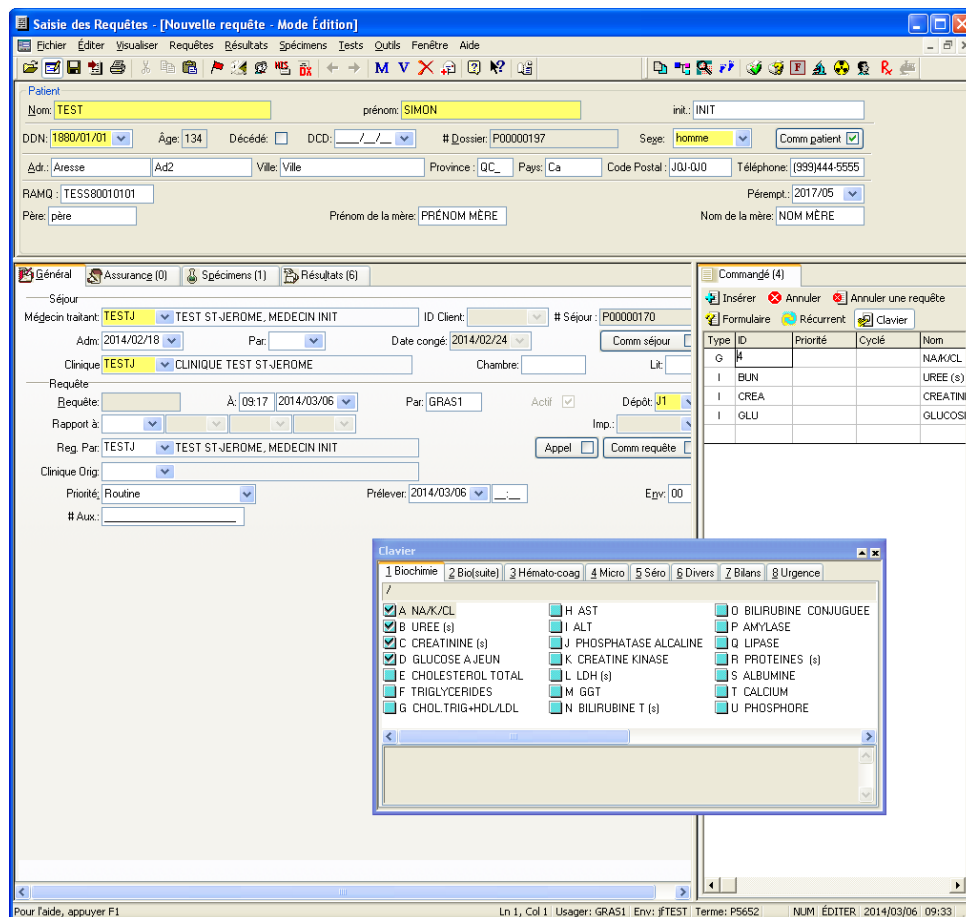 Saisie des Requêtes - [Nouvelle requête - Mode Édition]
Fichier Éditer Visualiser Requêtes Résultats Spécimens Tests Outils Fenêtre Aide
M V
Patient
Nom: TEST prénom: SIMON init.: INIT
DDN: 1880/01/01 Âge: 134 Décédé: DCD: ___/__/__ # Dossier: P00000197 Sexe: homme Comm patient
Adr.: Aresse Ad2 Ville: Ville Province : QC_ Pays: Ca Code Postal : J0J-0J0 Téléphone: (999)444-5555
RAMQ : TESS80010101 Pérempt.: 2017/05
Père: père Prénom de la mère: PRÉNOM MÈRE Nom de la mère: NOM MÈRE
Général Assurance (0) Spécimens (1) Résultats (6)
Séjour
Médecin traitant: TESTJ TEST ST-JEROME, MEDECIN INIT ID Client: # Séjour : P00000170
Adm: 2014/02/18 Par: Date congé: 2014/02/24 Comm séjour
Clinique TESTJ CLINIQUE TEST ST-JEROME Chambre: Lit:
Requête
Requête: À: 09:17 2014/03/06 Par: GRAS1 Actif Dépôt: J1
Rapport à: Imp.:
Reg. Par: TESTJ TEST ST-JEROME, MEDECIN INIT Appel Comm requête
Clinique Orig:
Priorité: Routine Prélever: 2014/03/06 __:__ Env: 00
# Aux.:
Commandé (4)
Insérer Annuler Annuler une requête
Formulaire Récurrent Clavier
Type ID Priorité Cyclé Nom
G 4 NA/K/CL
I BUN UREE (s)
I CREA CREATINI
I GLU GLUCOSE
Clavier
1 Biochimie 2 Bio(suite) 3 Hémato-coag 4 Micro 5 Séro 6 Divers 7 Bilans 8 Urgence
/
A NA/K/CL H AST O BILIRUBINE CONJUGUEE
B UREE (s) I ALT P AMYLASE
C CREATININE (s) J PHOSPHATASE ALCALINE Q LIPASE
D GLUCOSE AJEUN K CREATINE KINASE R PROTEINES (s)
E CHOLESTEROL TOTAL L LDH (s) S ALBUMINE
F TRIGLYCERIDES M GGT T CALCIUM
G CHOL.TRIG+HDL/LDL N BILIRUBINE T (s) U PHOSPHORE
Pour l'aide, appuyer F1 Ln 1, Col 1 Usager: GRAS1 Env: jfTEST Terme: P5652 NUM ÉDITER 2014/03/06 09:33